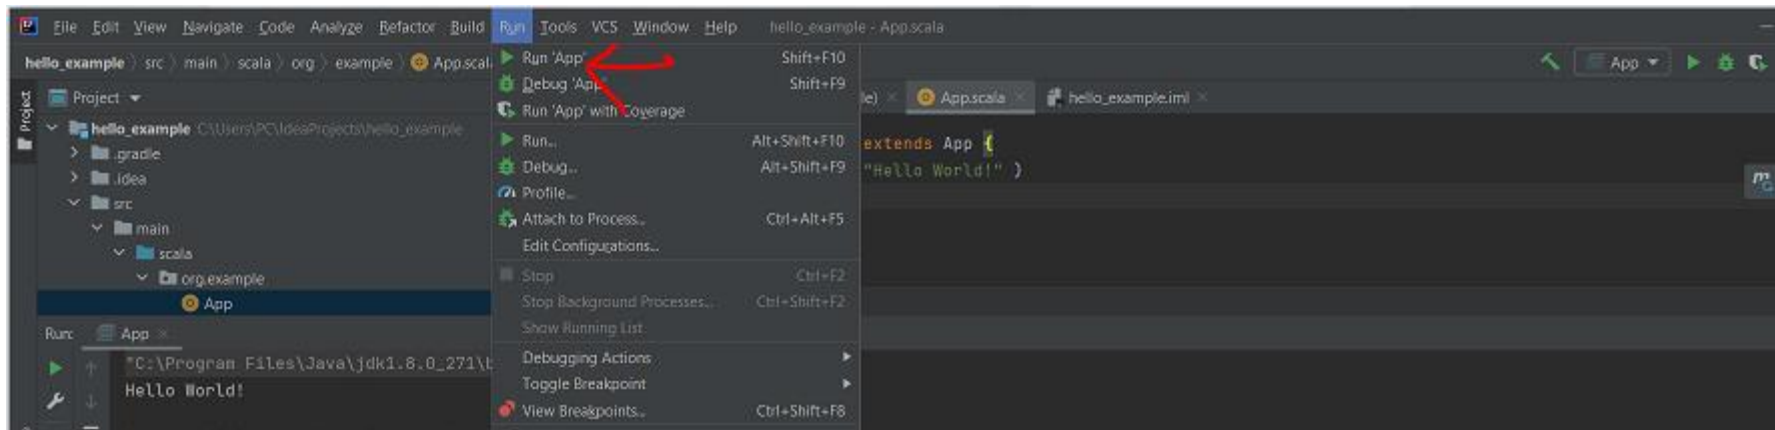 File Edit View Navigate Code Analyze Refactor Build Run Tools VCS Window Help hello_example - App.scala
hello_example src main scala org example App.scal
App
Project
Project
App.scala
hello_example.iml
hello_example C:\Users\PC\IdeaProjects\hello_example
.gradle
.idea
src
main
scala
org.example
App
Run 'App' Shift+F10
Debug 'App' Shift+F9
Run 'App' with Coverage
Run... Alt+Shift+F10
Debug... Alt+Shift+F9
Profile...
Attach to Process... Ctrl+Alt+F5
Edit Configurations...
Stop Ctrl+F2
Stop Background Processes... Ctrl+Shift+F2
Show Running List
Debugging Actions
Toggle Breakpoint
View Breakpoints... Ctrl+Shift+F8
extends App {
"Hello World!" )
Run: App
"C:\Program Files\Java\jdk1.8.0_271\b
Hello World!